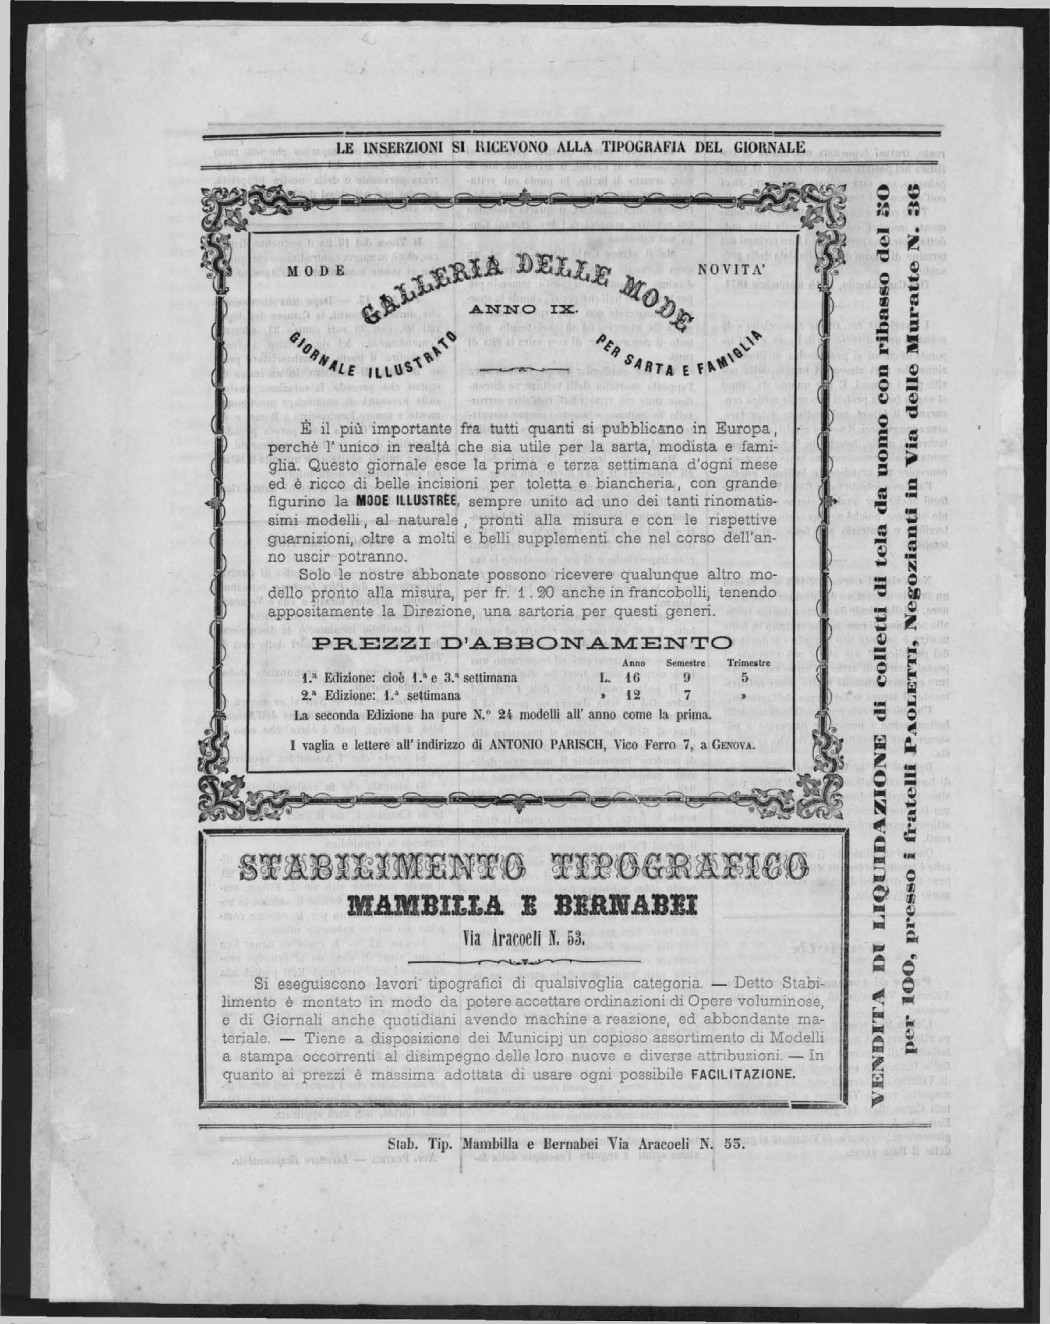 LE INSERZIONI SI RICEVONO ALLA TIPOGRAFIA DEL GIORNALE
MODE
NOVITA'
GALLERIA DELLE MODE
ANNO IX.
GIORNALE ILLUSTRATO
PER SARTA E FAMIGLIA
È il più importante fra tutti quanti si pubblicano in Europa,
perchè l'unico in realtà che sia utile per la sarta, modista e fami-
glia. Questo giornale esce la prima e terza settimana d'ogni mese
ed è ricco di belle incisioni per toletta e biancheria, con grande
figurino la MODE ILLUSTRÈE, sempre unito ad uno dei tanti rinomatis-
simi modelli, al naturale, pronti alla misura e con le rispettive
guarnizioni, oltre a molti e belli supplementi che nel corso dell'an-
no uscir potranno.
Solo le nostre abbonate possono ricevere qualunque altro mo-
dello pronto alla misura, per fr. 1.20 anche in francobolli, tenendo
appositamente la Direzione, una sartoria per questi generi.
PREZZI D'ABBONAMENTO
Anno Semestre Trimestre
1.ª Edizione: cioè 1.ª e 3.ª settimana L. 16 9 5
2.ª Edizione: 1.ª settimana » 12 7 »
La seconda Edizione ha pure N.º 24 modelli all' anno come la prima.
I vaglia e lettere all'indirizzo di ANTONIO PARISCH, Vico Ferro 7, a GENOVA.
STABILIMENTO TIPOGRAFICO
MAMBILLA E BERNABEI
Via Aracoeli N. 53.
Si eseguiscono lavori tipografici di qualsivoglia categoria. — Detto Stabi-
limento è montato in modo da potere accettare ordinazioni di Opere voluminose,
e di Giornali anche quotidiani avendo machine a reazione, ed abbondante ma-
teriale. — Tiene a disposizione dei Municipj un copioso assortimento di Modelli
a stampa occorrenti al disimpegno delle loro nuove e diverse attribuzioni. — In
quanto ai prezzi è massima adottata di usare ogni possibile FACILITAZIONE.
VENDITA DI LIQUIDAZIONE di colletti di tela da uomo con ribasso del 50
per 100, presso i fratelli PAOLETTI, Negozianti in Via delle Muratte N. 36
Stab. Tip. Mambilla e Bernabei Via Aracoeli N. 53.